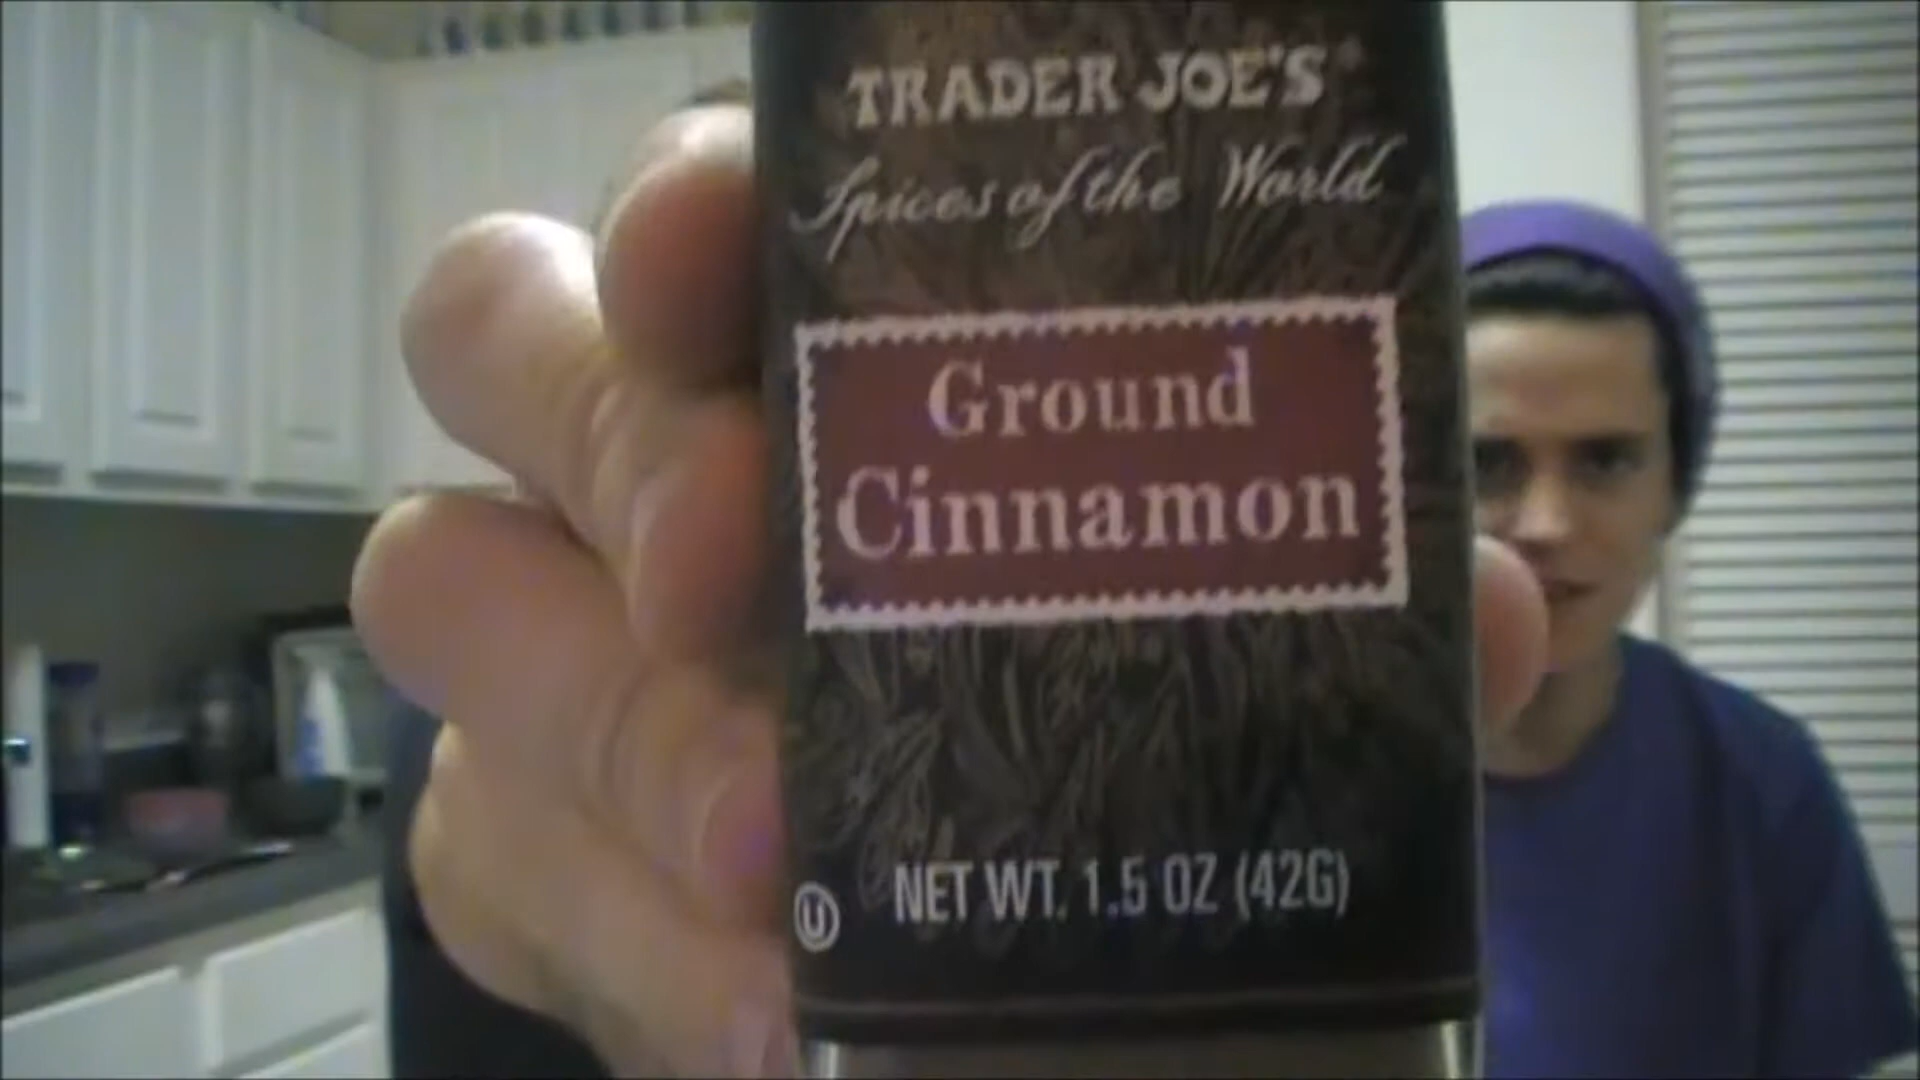 TRADER JOE'S
Spices of the World
Ground
Cinnamon
U
NET WT. 1.5 OZ (42G)